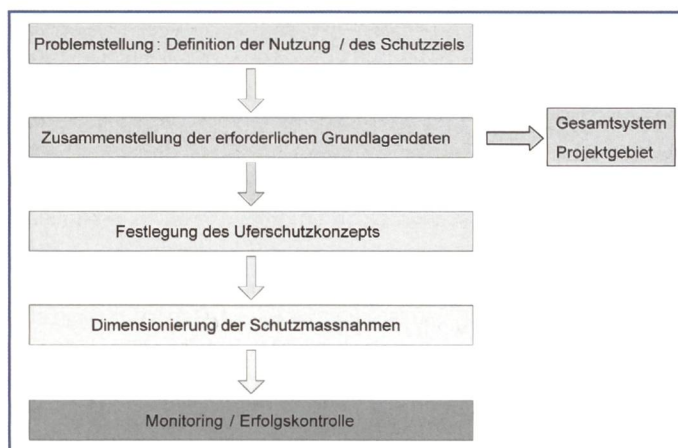 Problemstellung: Definition der Nutzung / des Schutzziels
Zusammenstellung der erforderlichen Grundlagendaten
Gesamtsystem
Projektgebiet
Festlegung des Uferschutzkonzepts
Dimensionierung der Schutzmassnahmen
Monitoring / Erfolgskontrolle